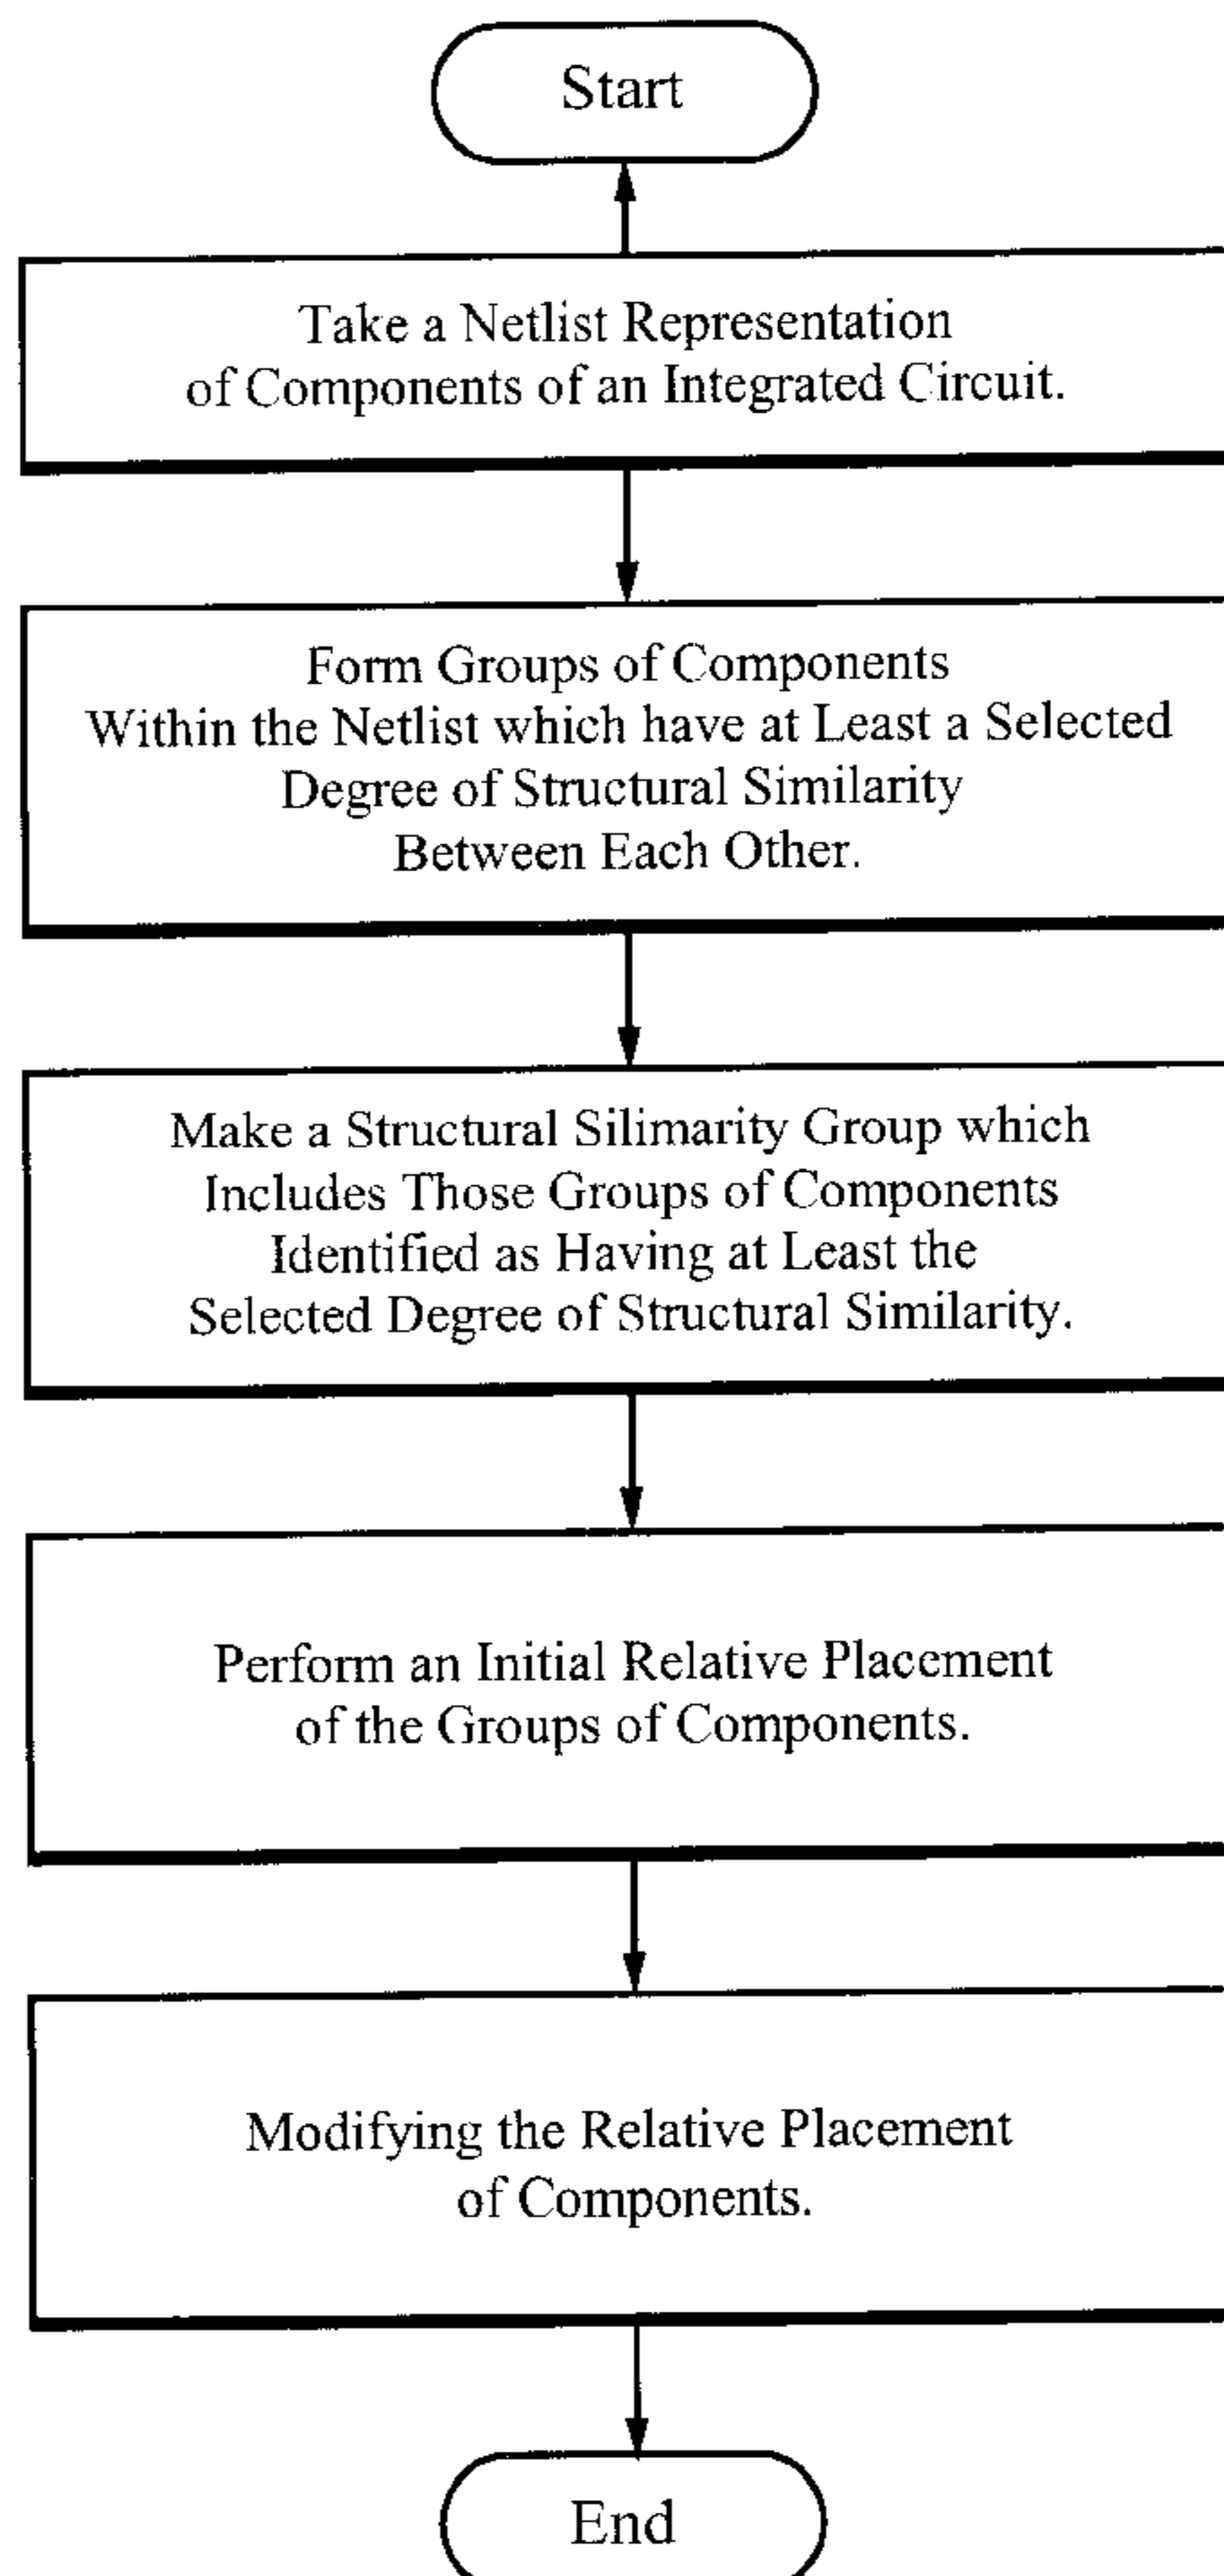 Start
Take a Netlist Representation
of Components of an Integrated Circuit.
Form Groups of Components
Within the Netlist which have at Least a Selected
Degree of Structural Similarity
Between Each Other.
Make a Structural Silimarity Group which
Includes Those Groups of Components
Identified as Having at Least the
Selected Degree of Structural Similarity.
Perform an Initial Relative Placement
of the Groups of Components.
Modifying the Relative Placement
of Components.
End